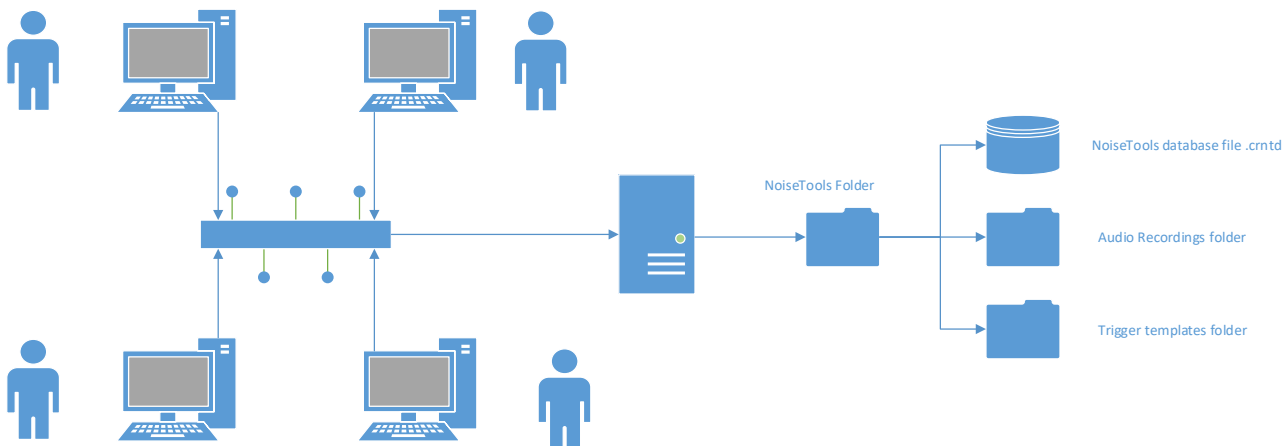 NoiseTools Folder
NoiseTools database file .crntd
Audio Recordings folder
Trigger templates folder